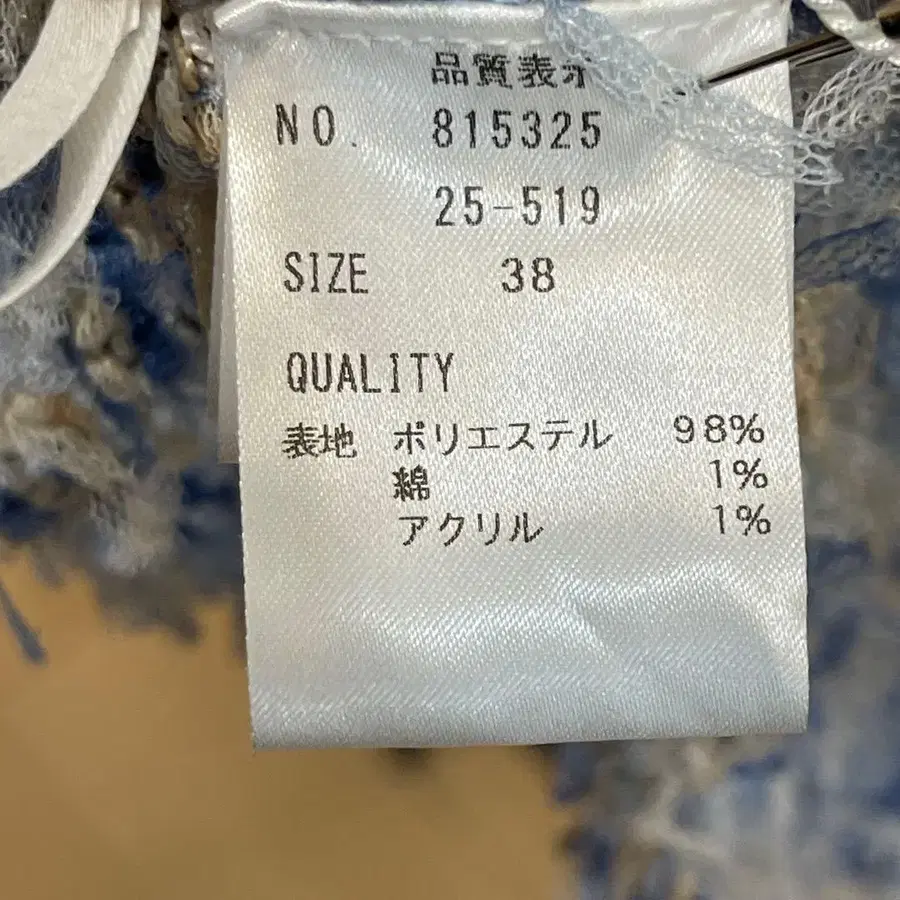 品質表示
NO. 815325
25-519
SIZE 38
QUALITY
表地 ポリエステル 98%
綿 1%
アクリル 1%